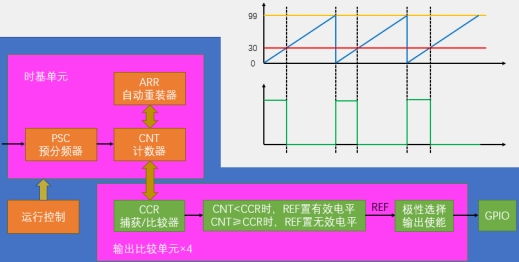 99
30
0
时基单元
ARR
自动重装器
PSC
预分频器
CNT
计数器
运行控制
CCR
捕获/比较器
CNT<CCR时，REF置有效电平
CNT≥CCR时，REF置无效电平
REF
极性选择
输出使能
GPIO
输出比较单元×4